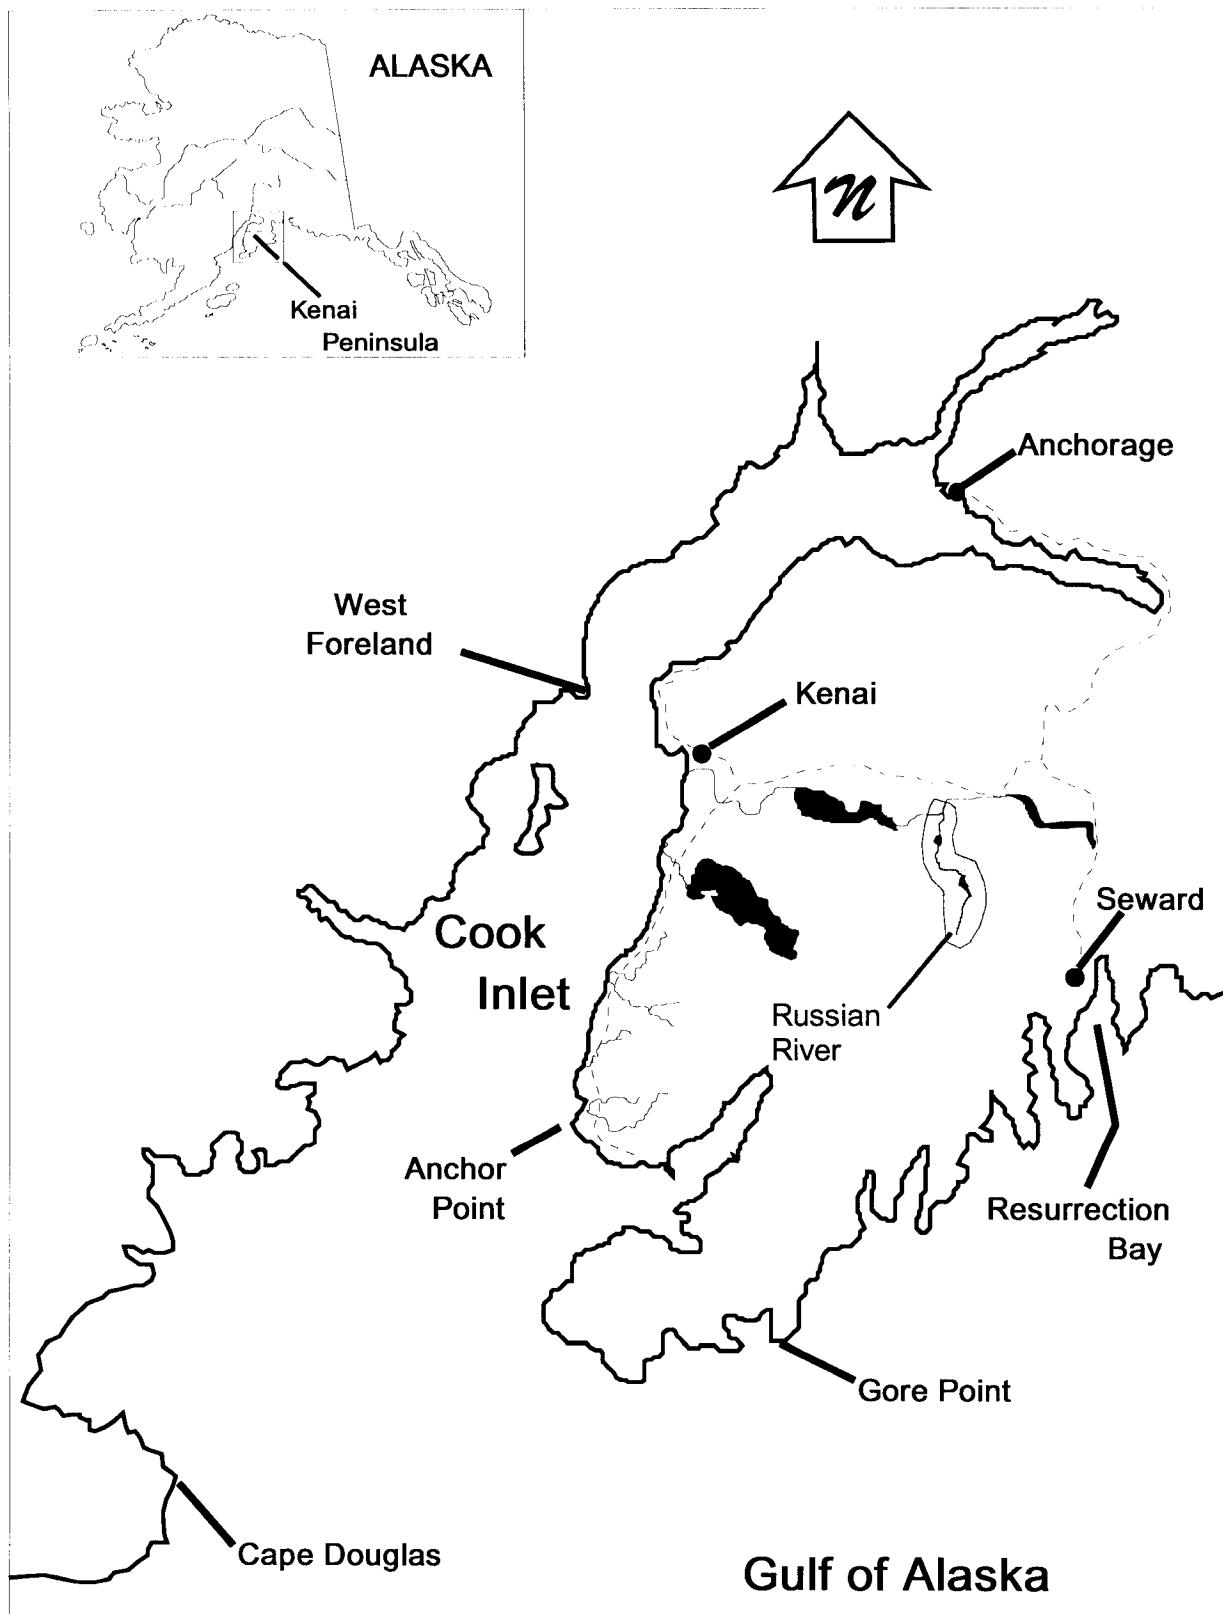 ALASKA
Kenai
Peninsula
n
Anchorage
West
Foreland
Kenai
Seward
Cook
Inlet
Russian
River
Anchor
Point
Resurrection
Bay
Gore Point
Cape Douglas
Gulf of Alaska